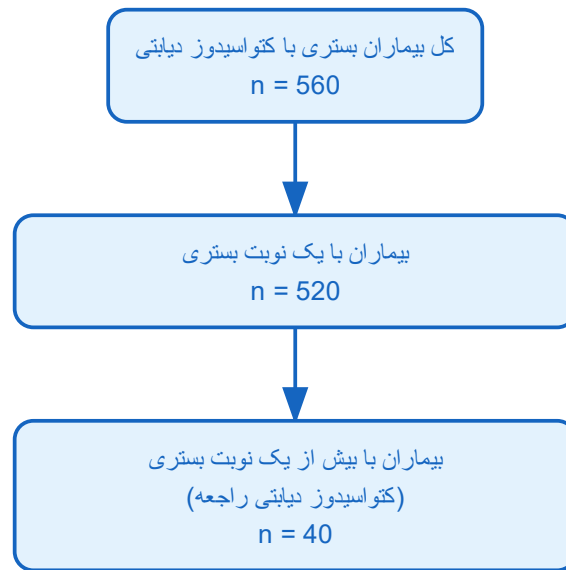 کل بیماران بستری با کتواسیدوز دیابتی
n = 560
بیماران با یک نوبت بستری
n = 520
بیماران با بیش از یک نوبت بستری
(کتواسیدوز دیابتی راجعه)
n = 40